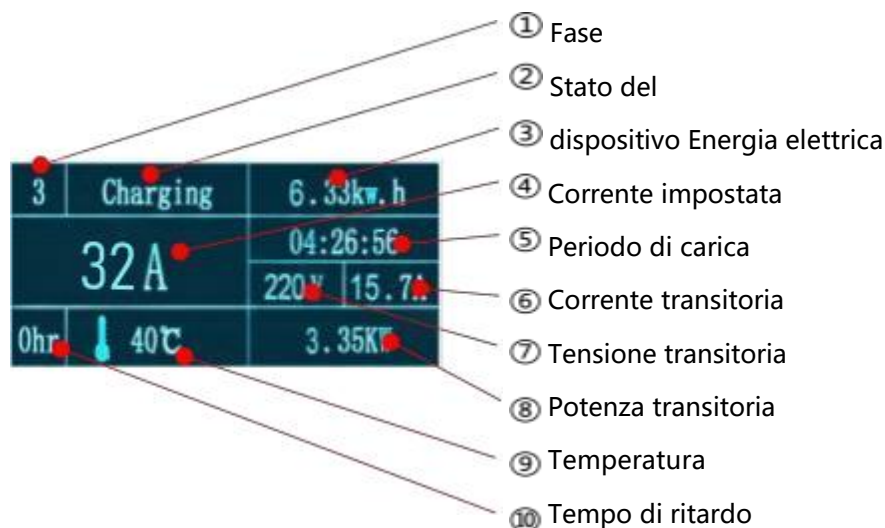 ① Fase
② Stato del
③ dispositivo Energia elettrica
④ Corrente impostata
⑤ Periodo di carica
⑥ Corrente transitoria
⑦ Tensione transitoria
⑧ Potenza transitoria
⑨ Temperatura
⑩ Tempo di ritardo
3 Charging 6.33kw.h
32A 04:26:56
220V 15.7A
0hr 40℃ 3.35KW